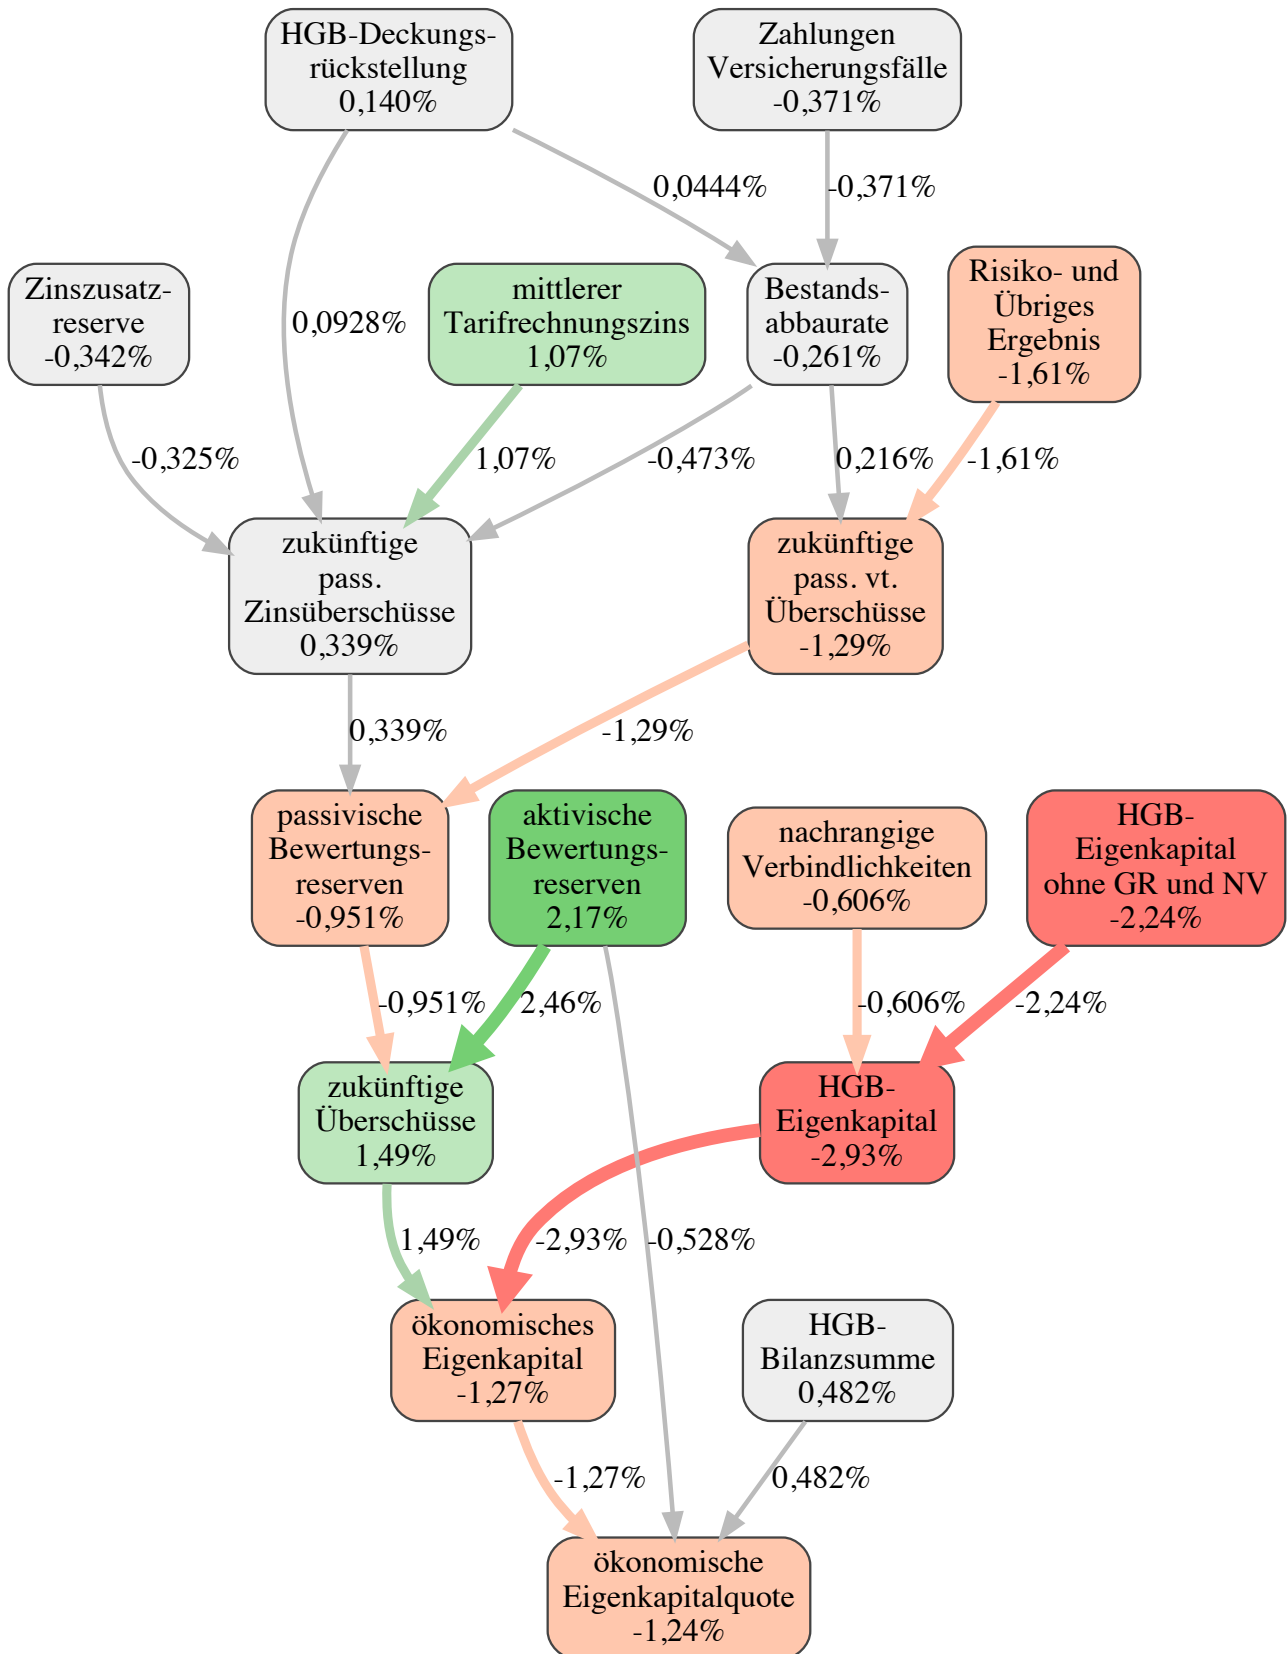 HGB-Deckungs-
rückstellung
0,140%
Zahlungen
Versicherungsfälle
-0,371%
0,0444%
-0,371%
Zinszusatz-
reserve
-0,342%
0,0928%
mittlerer
Tarifrechnungszins
1,07%
Bestands-
abbaurate
-0,261%
Risiko- und
Übriges
Ergebnis
-1,61%
-0,325%
1,07%
-0,473%
0,216%
-1,61%
zukünftige
pass.
Zinsüberschüsse
0,339%
zukünftige
pass. vt.
Überschüsse
-1,29%
0,339%
-1,29%
passivische
Bewertungs-
reserven
-0,951%
aktivische
Bewertungs-
reserven
2,17%
nachrangige
Verbindlichkeiten
-0,606%
HGB-
Eigenkapital
ohne GR und NV
-2,24%
-0,951%
2,46%
-0,606%
-2,24%
zukünftige
Überschüsse
1,49%
HGB-
Eigenkapital
-2,93%
1,49%
-2,93%
-0,528%
ökonomisches
Eigenkapital
-1,27%
HGB-
Bilanzsumme
0,482%
-1,27%
0,482%
ökonomische
Eigenkapitalquote
-1,24%